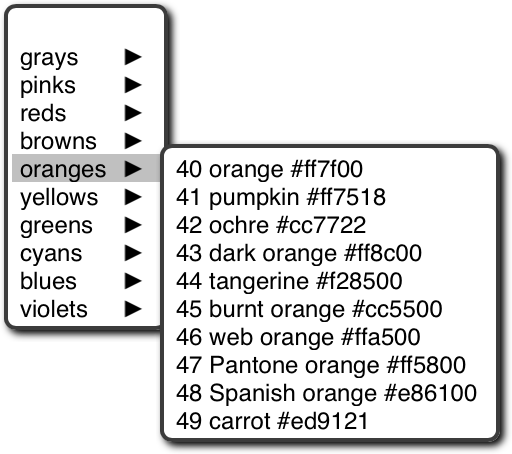 grays
pinks
reds
browns
oranges
yellows
greens
cyans
blues
violets
40 orange #ff7f00
41 pumpkin #ff7518
42 ochre #cc7722
43 dark orange #ff8c00
44 tangerine #f28500
45 burnt orange #cc5500
46 web orange #ffa500
47 Pantone orange #ff5800
48 Spanish orange #e86100
49 carrot #ed9121